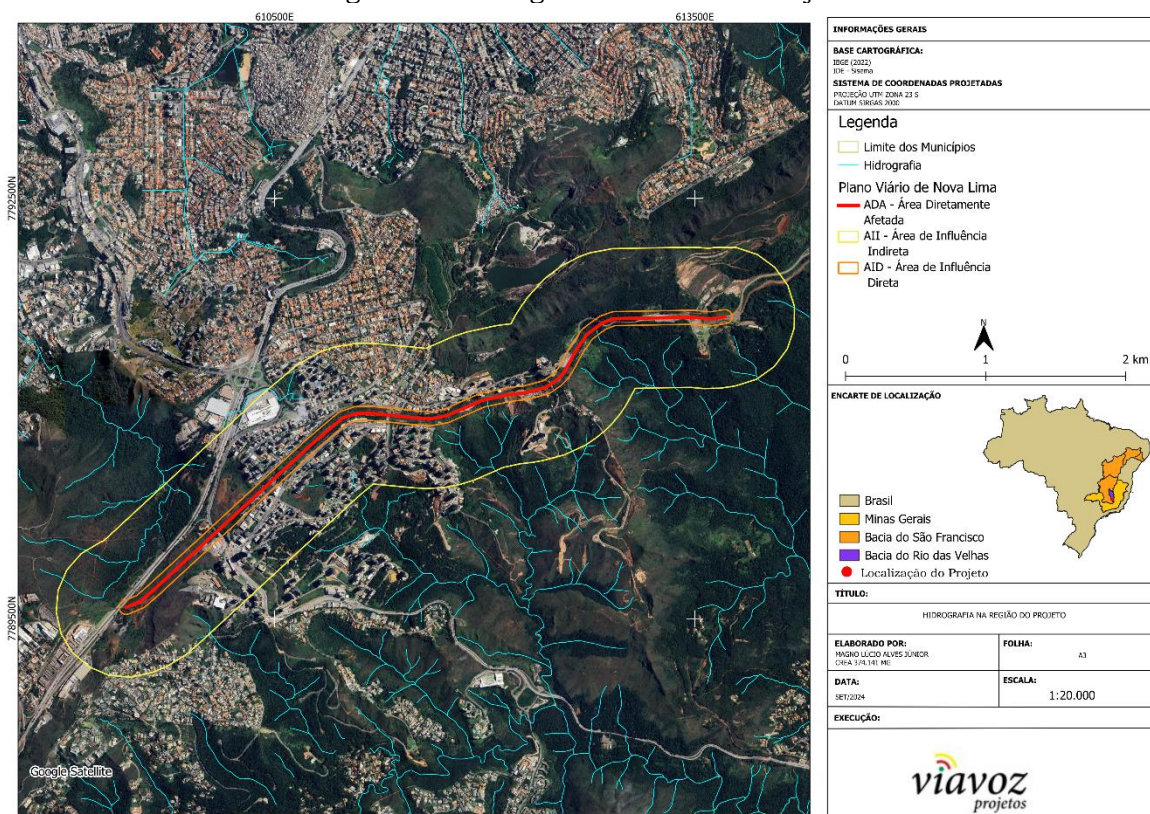 610500E
613500E
7792500N
7789500N
Google Satellite
INFORMAÇÕES GERAIS
BASE CARTOGRÁFICA:
IBGE (2022)
IDE - Sisema
SISTEMA DE COORDENADAS PROJETADAS
PROJEÇÃO UTM ZONA 23 S
DATUM SIRGAS 2000
Legenda
Limite dos Municípios
Hidrografia
Plano Viário de Nova Lima
ADA - Área Diretamente
Afetada
AII - Área de Influência
Indireta
AID - Área de Influência
Direta
N
0 1 2 km
ENCARTE DE LOCALIZAÇÃO
Brasil
Minas Gerais
Bacia do São Francisco
Bacia do Rio das Velhas
Localização do Projeto
TÍTULO:
HIDROGRAFIA NA REGIÃO DO PROJETO
ELABORADO POR:
MAGNO LÚCIO ALVES JÚNIOR
CREA 374.141 MG
FOLHA:
A3
DATA:
SET/2024
ESCALA:
1:20.000
EXECUÇÃO:
viavoz
projetos